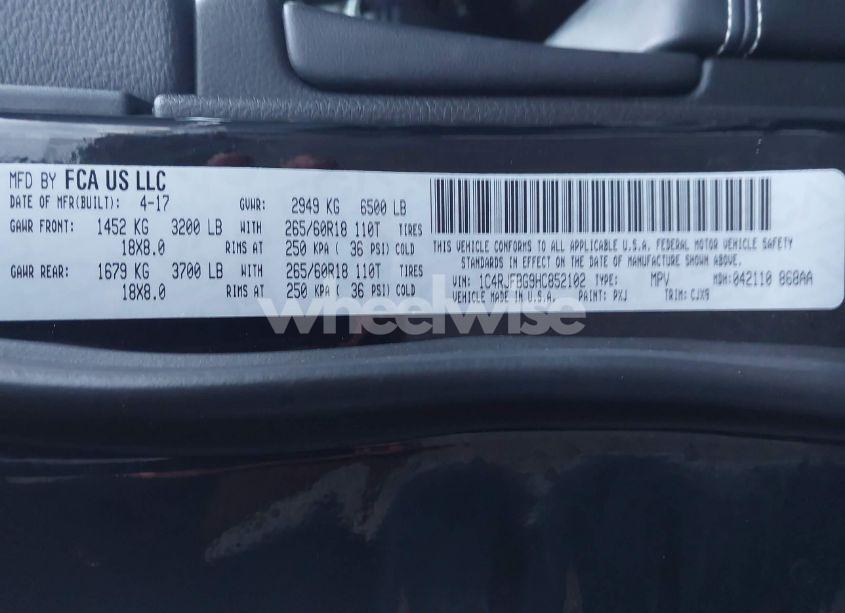 MFD BY FCA US LLC
DATE OF MFR(BUILT): 4-17 GVWR: 2949 KG 6500 LB
GAWR FRONT: 1452 KG 3200 LB WITH 265/60R18 110T TIRES
18X8.0 RIMS AT 250 KPA ( 36 PSI) COLD
GAWR REAR: 1679 KG 3700 LB WITH 265/60R18 110T TIRES
18X8.0 RIMS AT 250 KPA ( 36 PSI) COLD
THIS VEHICLE CONFORMS TO ALL APPLICABLE U.S.A. FEDERAL MOTOR VEHICLE SAFETY
STANDARDS IN EFFECT ON THE DATE OF MANUFACTURE SHOWN ABOVE.
VIN: 1C4RJFBG9HC852102 TYPE: MPV MDH:042110 868AA
VEHICLE MADE IN U.S.A. PAINT: PXJ TRIM: CJX9
wheelwise